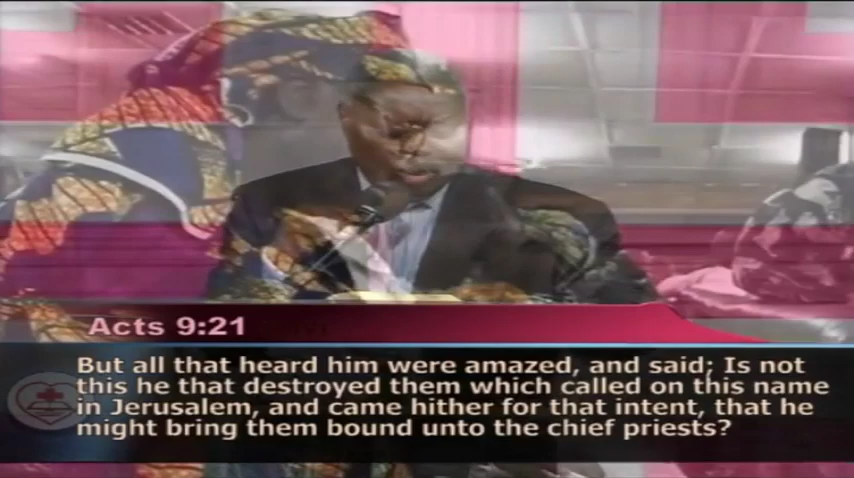 Acts 9:21
But all that heard him were amazed, and said; Is not
this he that destroyed them which called on this name
in Jerusalem, and came hither for that intent, that he
might bring them bound unto the chief priests?